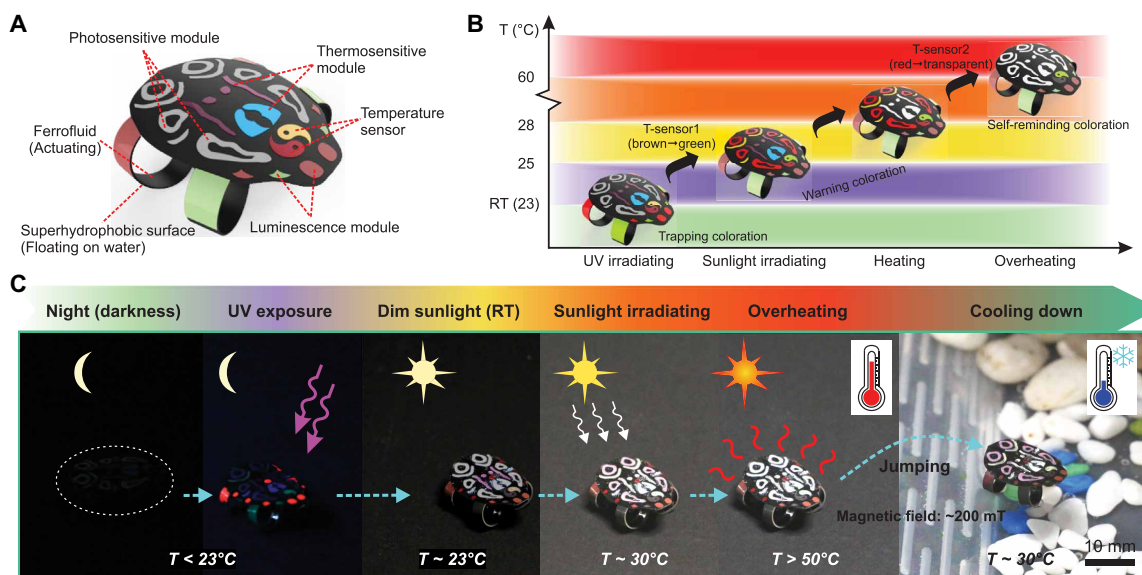 A
Photosensitive module
Thermosensitive
module
Temperature
sensor
Ferrofluid
(Actuating)
Superhydrophobic surface
(Floating on water)
Luminescence module
B
T (°C)
60
28
25
RT (23)
T-sensor1
(brown→green)
T-sensor2
(red→transparent)
Trapping coloration
Warning coloration
Self-reminding coloration
UV irradiating
Sunlight irradiating
Heating
Overheating
C
Night (darkness)
UV exposure
Dim sunlight (RT)
Sunlight irradiating
Overheating
Cooling down
Jumping
Magnetic field: ~200 mT
10 mm
T < 23°C
T ~ 23°C
T ~ 30°C
T > 50°C
T ~ 30°C